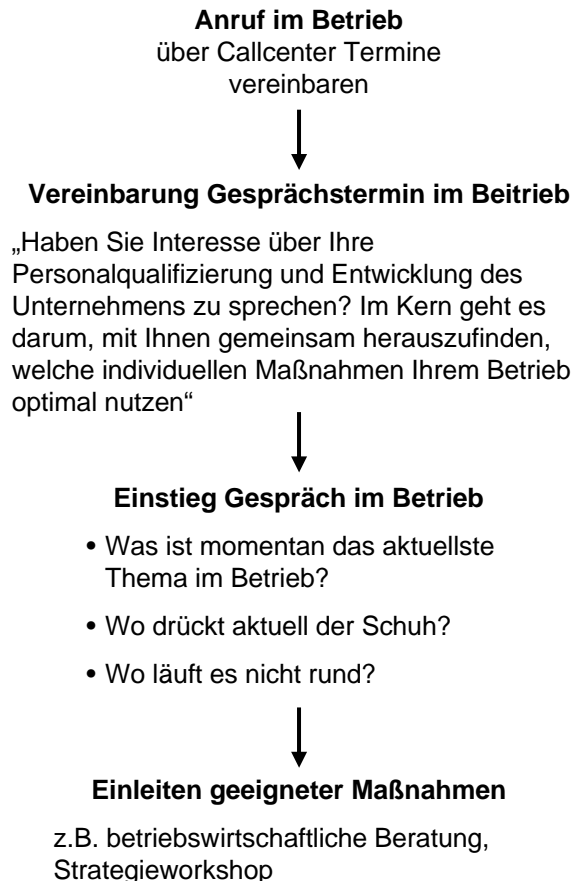 Anruf im Betrieb
über Callcenter Termine
vereinbaren
Vereinbarung Gesprächstermin im Beitrieb
„Haben Sie Interesse über Ihre
Personalqualifizierung und Entwicklung des
Unternehmens zu sprechen? Im Kern geht es
darum, mit Ihnen gemeinsam herauszufinden,
welche individuellen Maßnahmen Ihrem Betrieb
optimal nutzen“
Einstieg Gespräch im Betrieb
• Was ist momentan das aktuellste
Thema im Betrieb?
• Wo drückt aktuell der Schuh?
• Wo läuft es nicht rund?
Einleiten geeigneter Maßnahmen
z.B. betriebswirtschaftliche Beratung,
Strategieworkshop